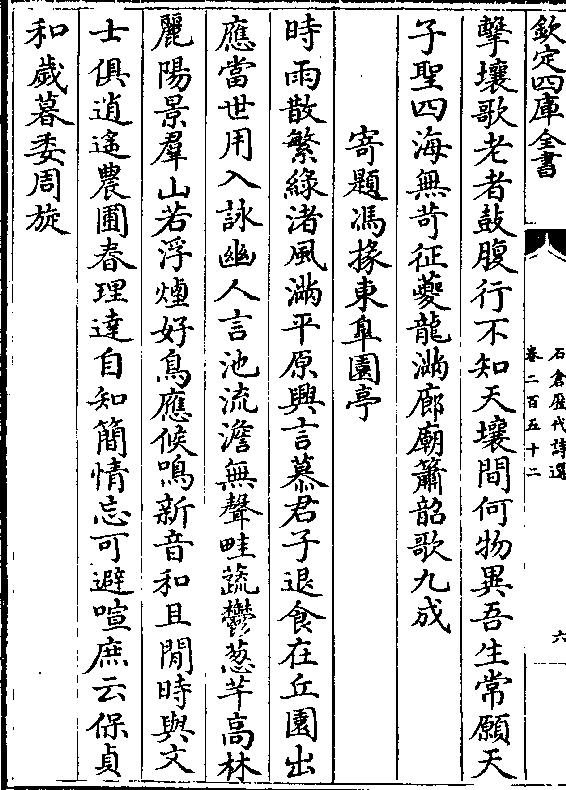 欽定四庫全書
石倉歷代詩選
卷二百五十二
六
擊壤歌老者鼓腹行不知天壤間何物異吾生常願天
子聖四海無苛征夔龍滿廊廟簫韶歌九成
寄題馮掾東皐園亭
時雨散繁綠渚風滿平原興言慕君子退食在丘園出
應當世用入詠幽人言池流澹無聲畦蔬鬱葱芊高林
麗陽景羣山若浮煙好鳥應候鳴新音和且閒時與文
士俱逍遙農圃春理達自知簡情忘可避喧庶云保貞
和歲暮委周旋